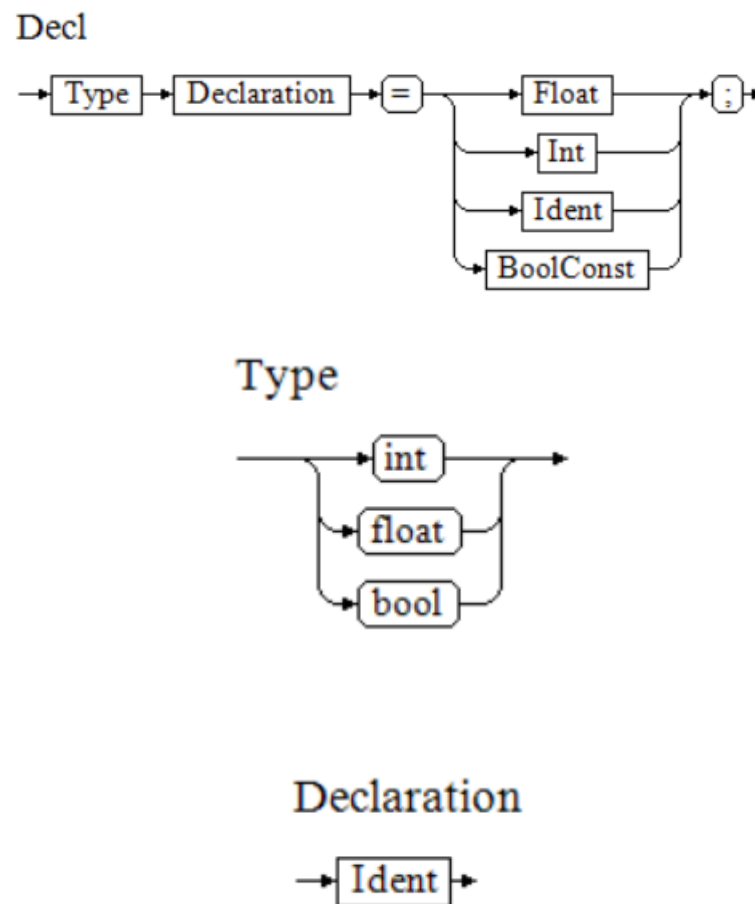 Decl
Type Declaration = Float ;
Int
Ident
BoolConst
Type
int
float
bool
Declaration
Ident